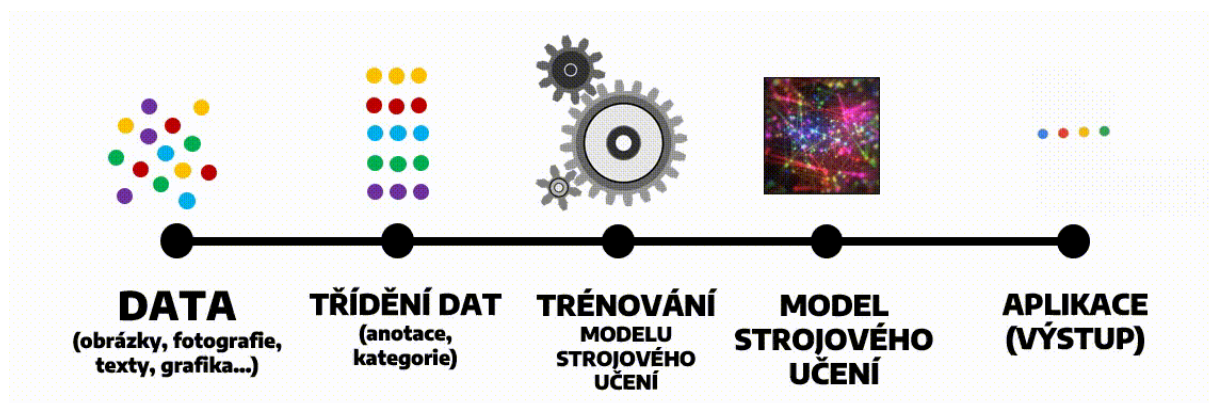 DATA
(obrázky, fotografie,
texty, grafika...)
TŘÍDĚNÍ DAT
(anotace,
kategorie)
TRÉNOVÁNÍ
MODELU
STROJOVÉHO
UČENÍ
MODEL
STROJOVÉHO
UČENÍ
APLIKACE
(VÝSTUP)